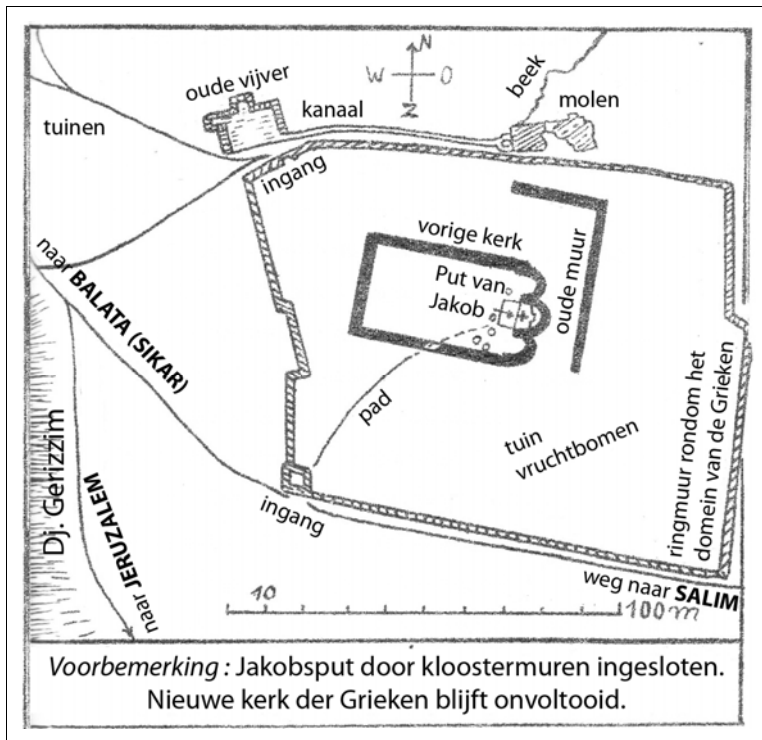 N
W O
Z
oude vijver
kanaal
beek
molen
tuinen
ingang
vorige kerk
Put van
Jakob
oude muur
naar BALATA (SIKAR)
pad
tuin
vruchtbomen
ringmuur rondom het
domein van de Grieken
Dj. Gerizzim
naar JERUZALEM
ingang
weg naar SALIM
10 100 m
Voorbemerking : Jakobsput door kloostermuren ingesloten.
Nieuwe kerk der Grieken blijft onvoltooid.